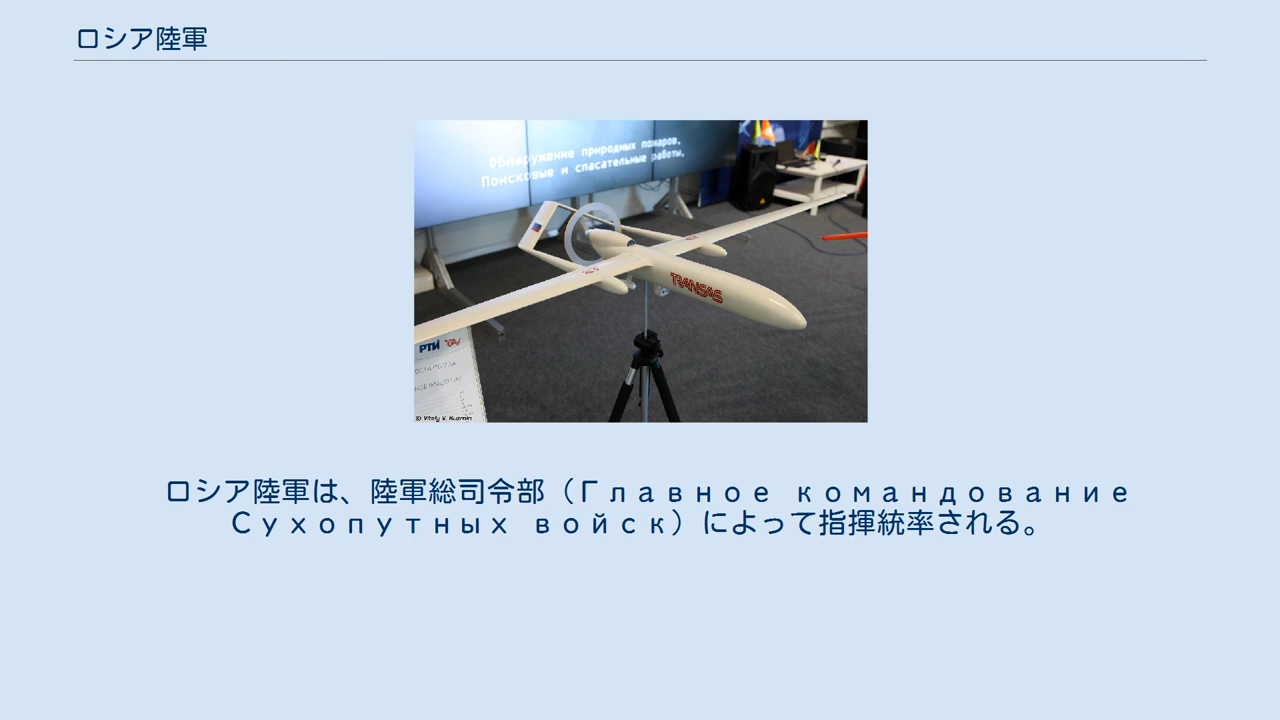 ロシア陸軍
Обнаружение природных пожаров.
Поисковые и спасательные работы.
TRANSAS
РТИ
© Vitaly V. Kuzmin
ロシア陸軍は、陸軍総司令部（Главное командование
Сухопутных войск）によって指揮統率される。